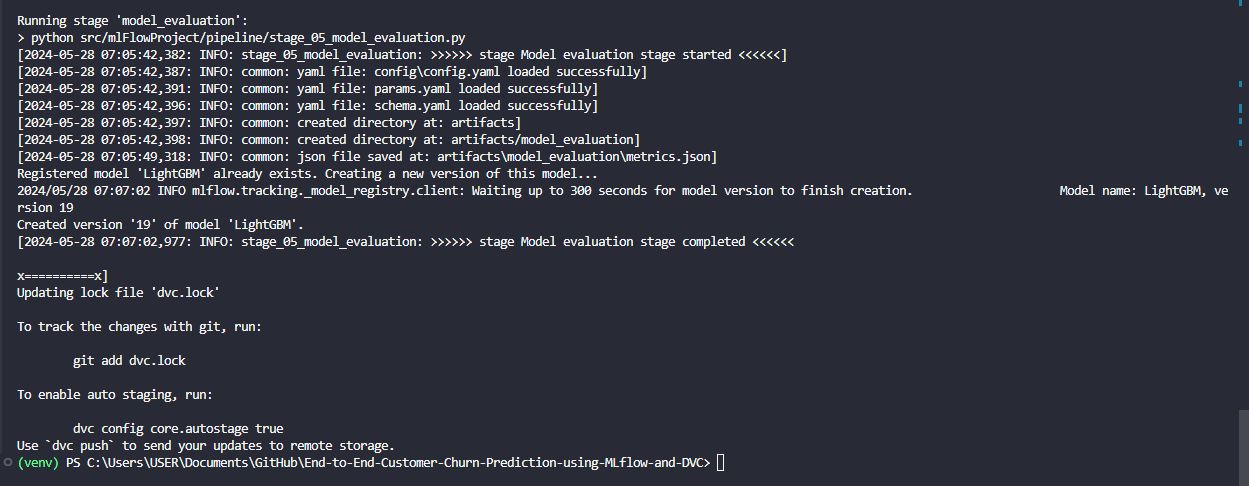 Running stage 'model_evaluation':
> python src/mlFlowProject/pipeline/stage_05_model_evaluation.py
[2024-05-28 07:05:42,382: INFO: stage_05_model_evaluation: >>>>>> stage Model evaluation stage started <<<<<<]
[2024-05-28 07:05:42,387: INFO: common: yaml file: config\config.yaml loaded successfully]
[2024-05-28 07:05:42,391: INFO: common: yaml file: params.yaml loaded successfully]
[2024-05-28 07:05:42,396: INFO: common: yaml file: schema.yaml loaded successfully]
[2024-05-28 07:05:42,397: INFO: common: created directory at: artifacts]
[2024-05-28 07:05:42,398: INFO: common: created directory at: artifacts/model_evaluation]
[2024-05-28 07:05:49,318: INFO: common: json file saved at: artifacts\model_evaluation\metrics.json]
Registered model 'LightGBM' already exists. Creating a new version of this model...
2024/05/28 07:07:02 INFO mlflow.tracking._model_registry.client: Waiting up to 300 seconds for model version to finish creation. Model name: LightGBM, ve
rsion 19
Created version '19' of model 'LightGBM'.
[2024-05-28 07:07:02,977: INFO: stage_05_model_evaluation: >>>>>> stage Model evaluation stage completed <<<<<<
x==========x]
Updating lock file 'dvc.lock'
To track the changes with git, run:
git add dvc.lock
To enable auto staging, run:
dvc config core.autostage true
Use `dvc push` to send your updates to remote storage.
(venv) PS C:\Users\USER\Documents\GitHub\End-to-End-Customer-Churn-Prediction-using-MLflow-and-DVC>